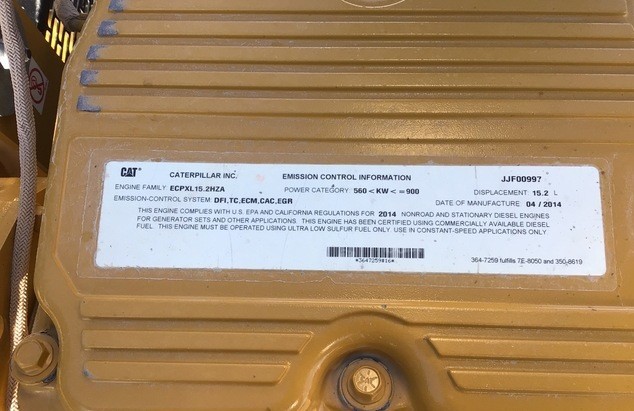 CAT CATERPILLAR INC. EMISSION CONTROL INFORMATION JJF00997
ENGINE FAMILY: ECPXL15.2HZA POWER CATEGORY: 560 < KW < = 900 DISPLACEMENT: 15.2 L
EMISSION-CONTROL SYSTEM: DFI,TC,ECM,CAC,EGR DATE OF MANUFACTURE: 04 / 2014
THIS ENGINE COMPLIES WITH U.S. EPA AND CALIFORNIA REGULATIONS FOR 2014 NONROAD AND STATIONARY DIESEL ENGINES
FOR GENERATOR SETS AND OTHER APPLICATIONS. THIS ENGINE HAS BEEN CERTIFIED USING COMMERCIALLY AVAILABLE DIESEL
FUEL. THIS ENGINE MUST BE OPERATED USING ULTRA LOW SULFUR FUEL ONLY. USE IN CONSTANT-SPEED APPLICATIONS ONLY
*3647259#16*
364-7259 fulfills 7E-8050 and 350-8619